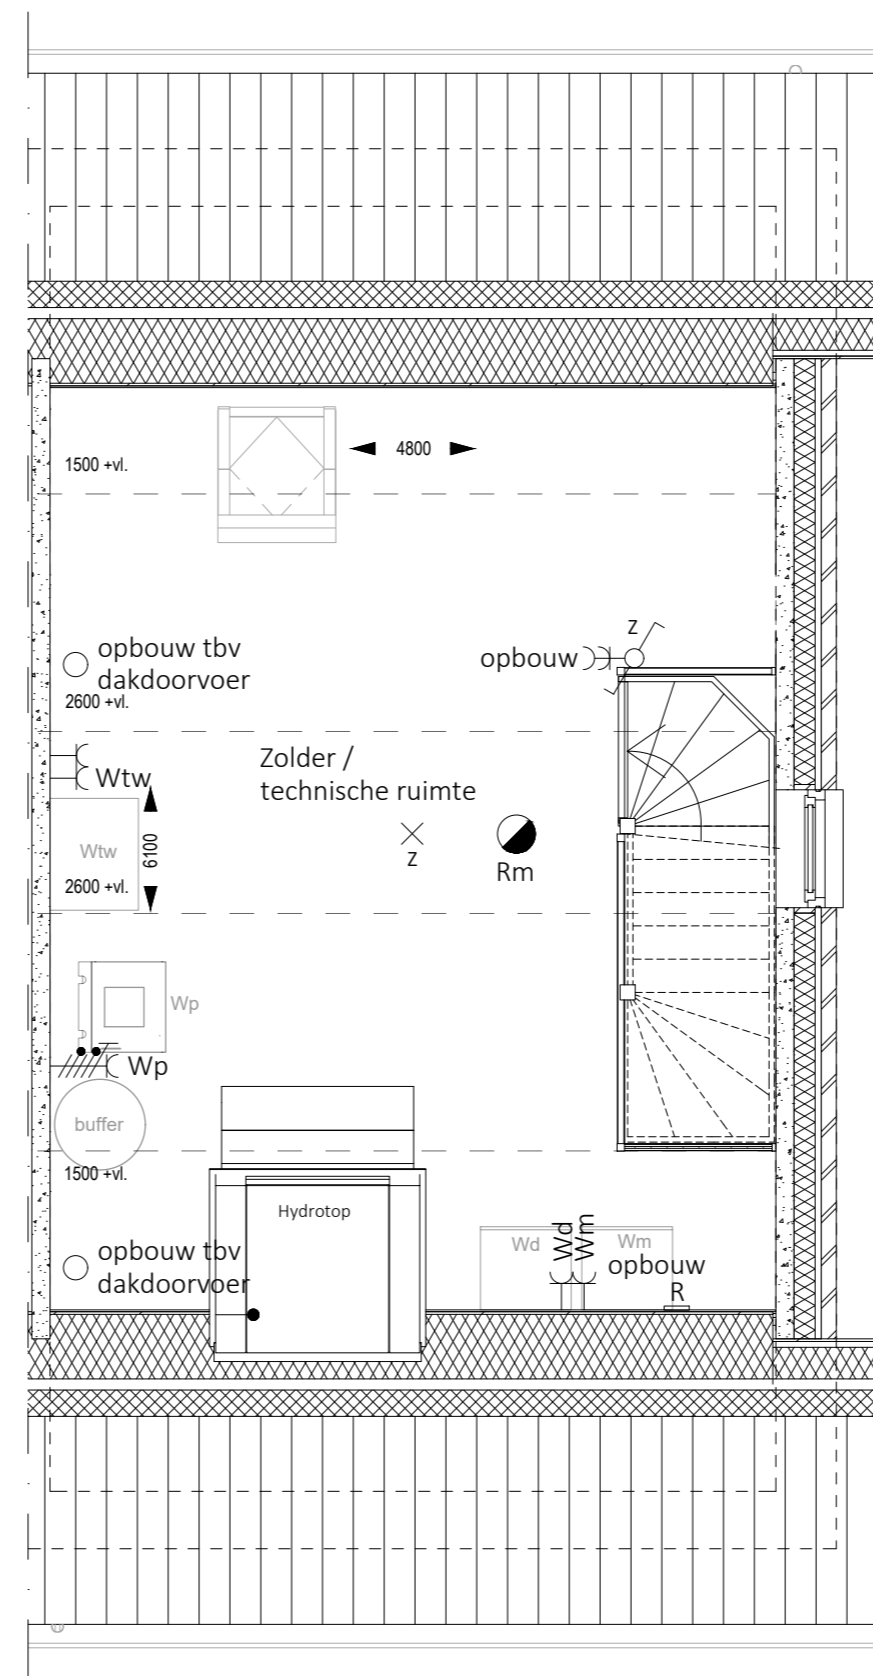 1500 +vl.
4800
opbouw tbv
dakdoorvoer
z
opbouw
2600 +vl.
Zolder /
technische ruimte
Wtw
6100
Wtw
2600 +vl.
z
Rm
Wp
Wp
buffer
1500 +vl.
Hydrotop
opbouw tbv
dakdoorvoer
Wd
Wd
Wm
Wm
opbouw
R